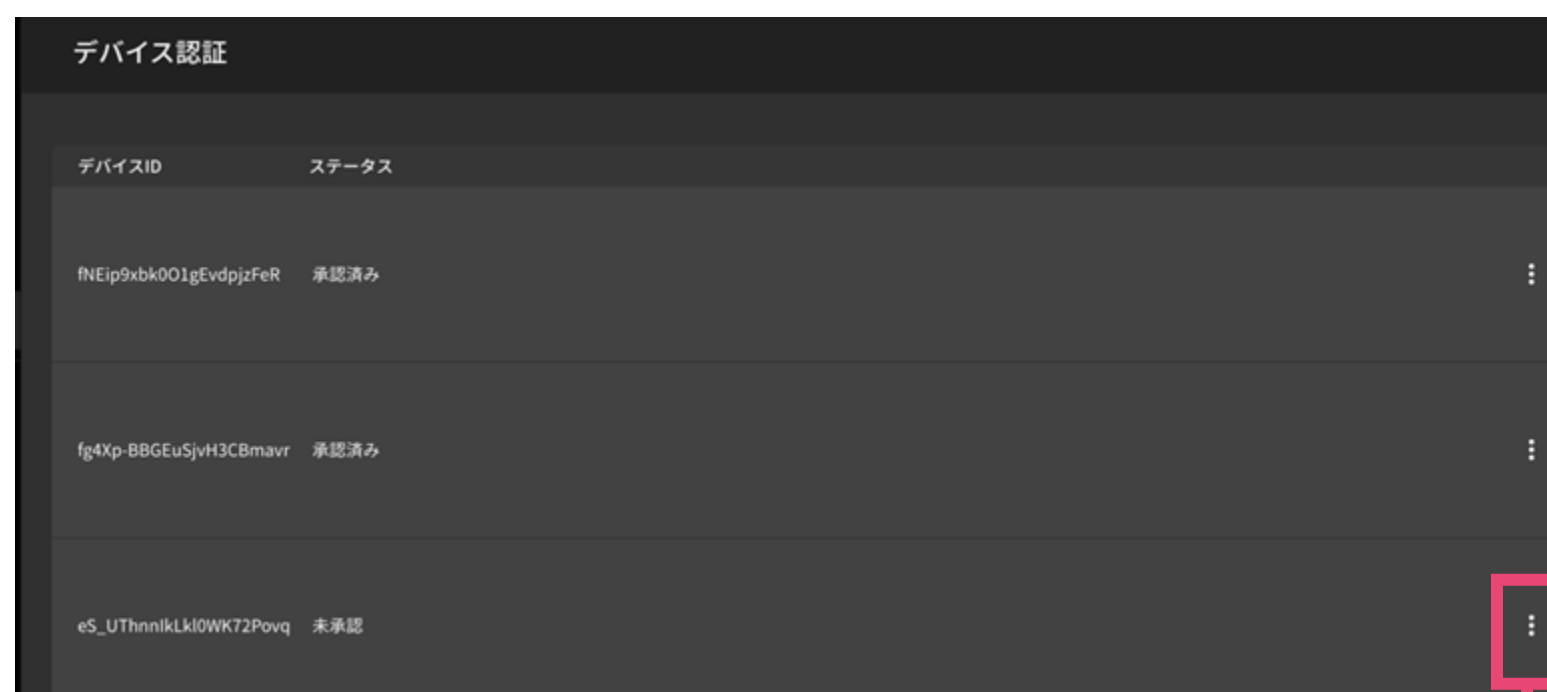 デバイス認証
デバイスID ステータス
fNEip9xbk0O1gEvdpjzFeR 承認済み
fg4Xp-BBGEuSjvH3CBmavr 承認済み
eS_UThnnIkLkl0WK72Povq 未承認